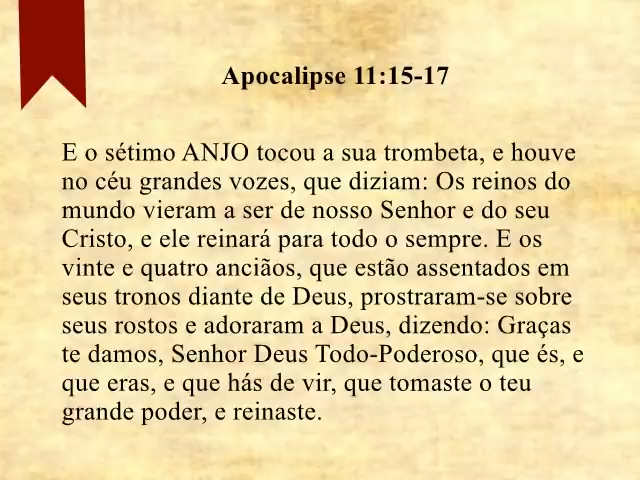 Apocalipse 11:15-17
E o sétimo ANJO tocou a sua trombeta, e houve
no céu grandes vozes, que diziam: Os reinos do
mundo vieram a ser de nosso Senhor e do seu
Cristo, e ele reinará para todo o sempre. E os
vinte e quatro anciãos, que estão assentados em
seus tronos diante de Deus, prostraram-se sobre
seus rostos e adoraram a Deus, dizendo: Graças
te damos, Senhor Deus Todo-Poderoso, que és, e
que eras, e que hás de vir, que tomaste o teu
grande poder, e reinaste.